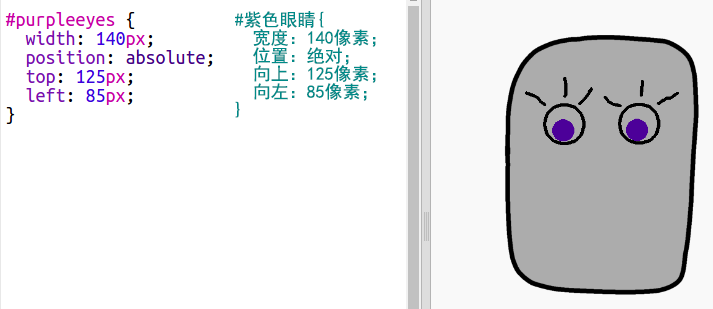 #purpleeyes {
width: 140px;
position: absolute;
top: 125px;
left: 85px;
}
#紫色眼睛{
宽度: 140像素;
位置: 绝对;
向上: 125像素;
向左: 85像素;
}